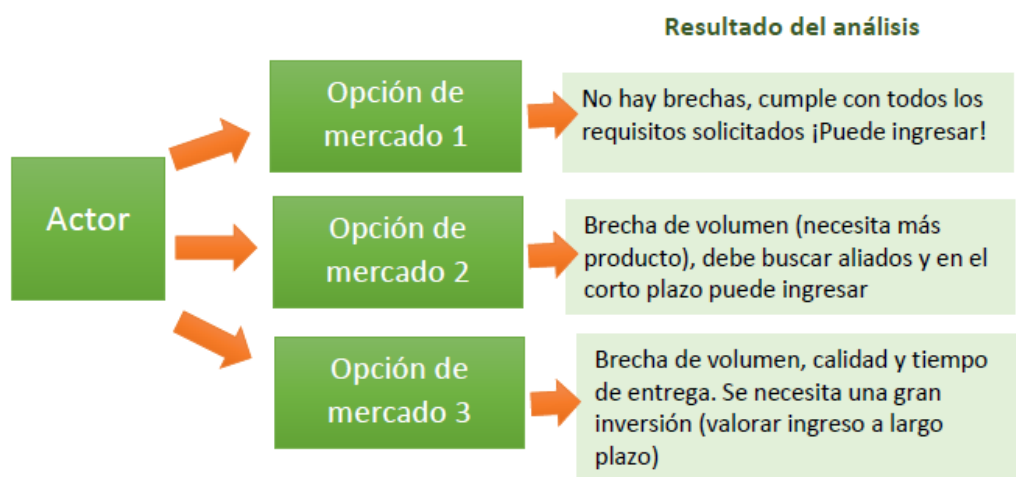 Resultado del análisis
Actor
Opción de
mercado 1
No hay brechas, cumple con todos los
requisitos solicitados ¡Puede ingresar!
Opción de
mercado 2
Brecha de volumen (necesita más
producto), debe buscar aliados y en el
corto plazo puede ingresar
Opción de
mercado 3
Brecha de volumen, calidad y tiempo
de entrega. Se necesita una gran
inversión (valorar ingreso a largo
plazo)